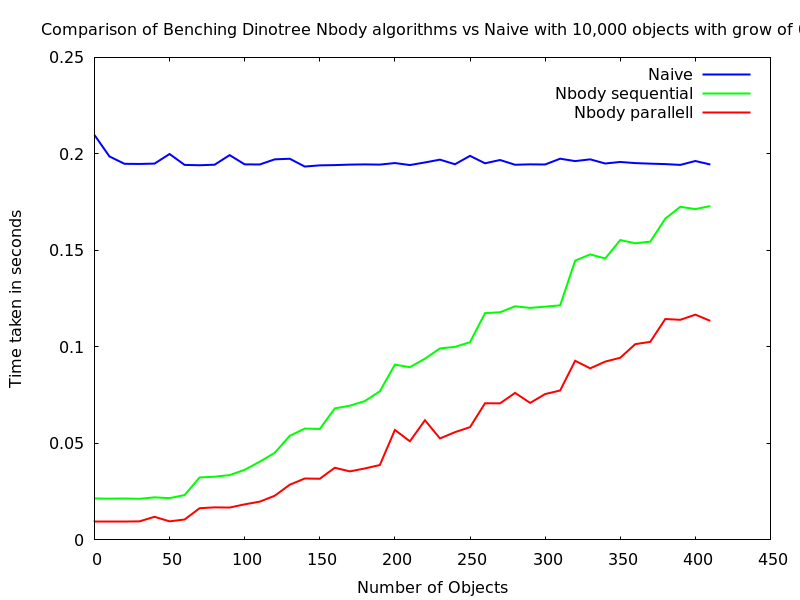 Comparison of Benching Dinotree Nbody algorithms vs Naive with 10,000 objects with grow of
0.25
Naive
Nbody sequential
Nbody parallell
0.2
0.15
0.1
0.05
0
Time taken in seconds
0 50 100 150 200 250 300 350 400 450
Number of Objects